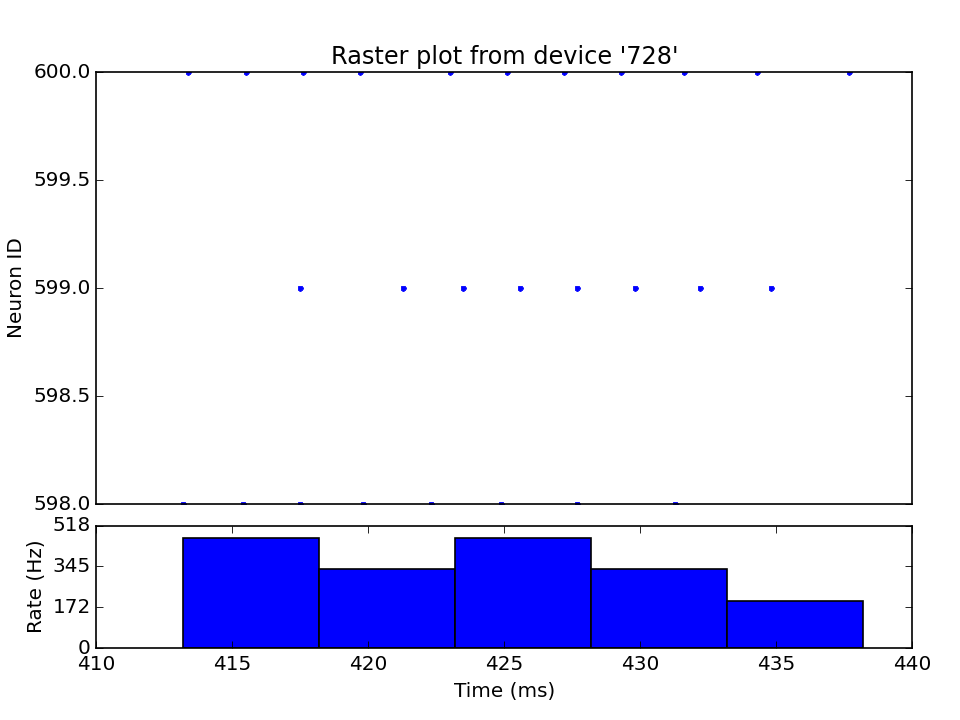 Raster plot from device '728'
600.0
599.5
599.0
598.5
598.0
Neuron ID
518
345
172
0
Rate (Hz)
410 415 420 425 430 435 440
Time (ms)